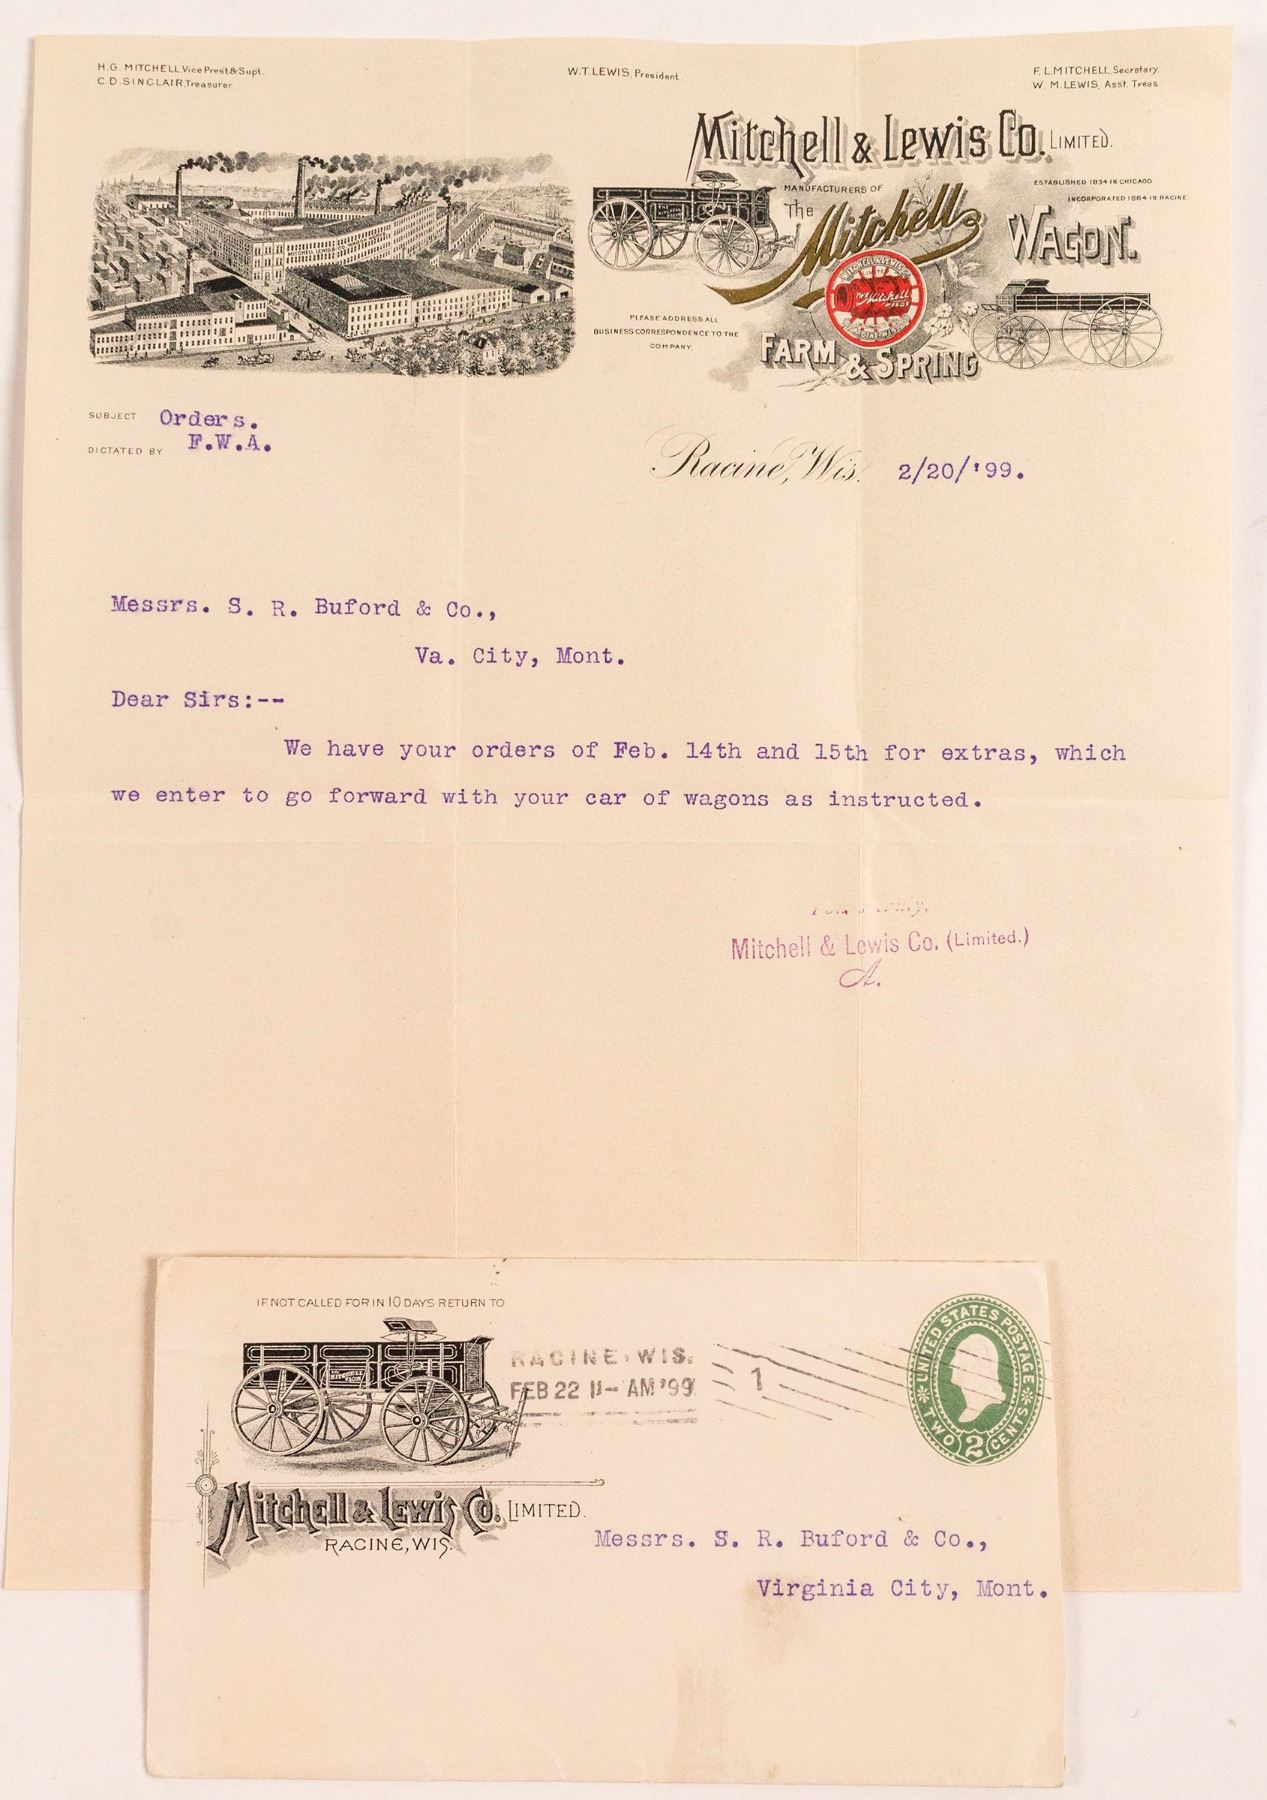 H.G. MITCHELL, Vice Prest & Supt.
C.D. SINCLAIR, Treasurer
W.T. LEWIS, President.
F.L. MITCHELL, Secretary.
W. M. LEWIS, Asst. Treas.
Mitchell & Lewis Co. LIMITED.
MANUFACTURERS OF
ESTABLISHED 1834 IN CHICAGO
INCORPORATED 1884 IN RACINE
The Mitchell WAGON.
PLEASE ADDRESS ALL
BUSINESS CORRESPONDENCE TO THE
COMPANY.
FARM & SPRING
SUBJECT Orders.
DICTATED BY F.W.A.
Racine, Wis. 2/20/'99.
Messrs. S. R. Buford & Co.,
Va. City, Mont.
Dear Sirs:--
We have your orders of Feb. 14th and 15th for extras, which
we enter to go forward with your car of wagons as instructed.
Mitchell & Lewis Co. (Limited.)
A.
IF NOT CALLED FOR IN 10 DAYS RETURN TO
MITCHELL
WAGON
RACINE, WIS.
FEB 22 11- AM '99
1
UNITED STATES POSTAGE
TWO 2 CENTS
Mitchell & Lewis Co. LIMITED.
RACINE, WIS.
Messrs. S. R. Buford & Co.,
Virginia City, Mont.